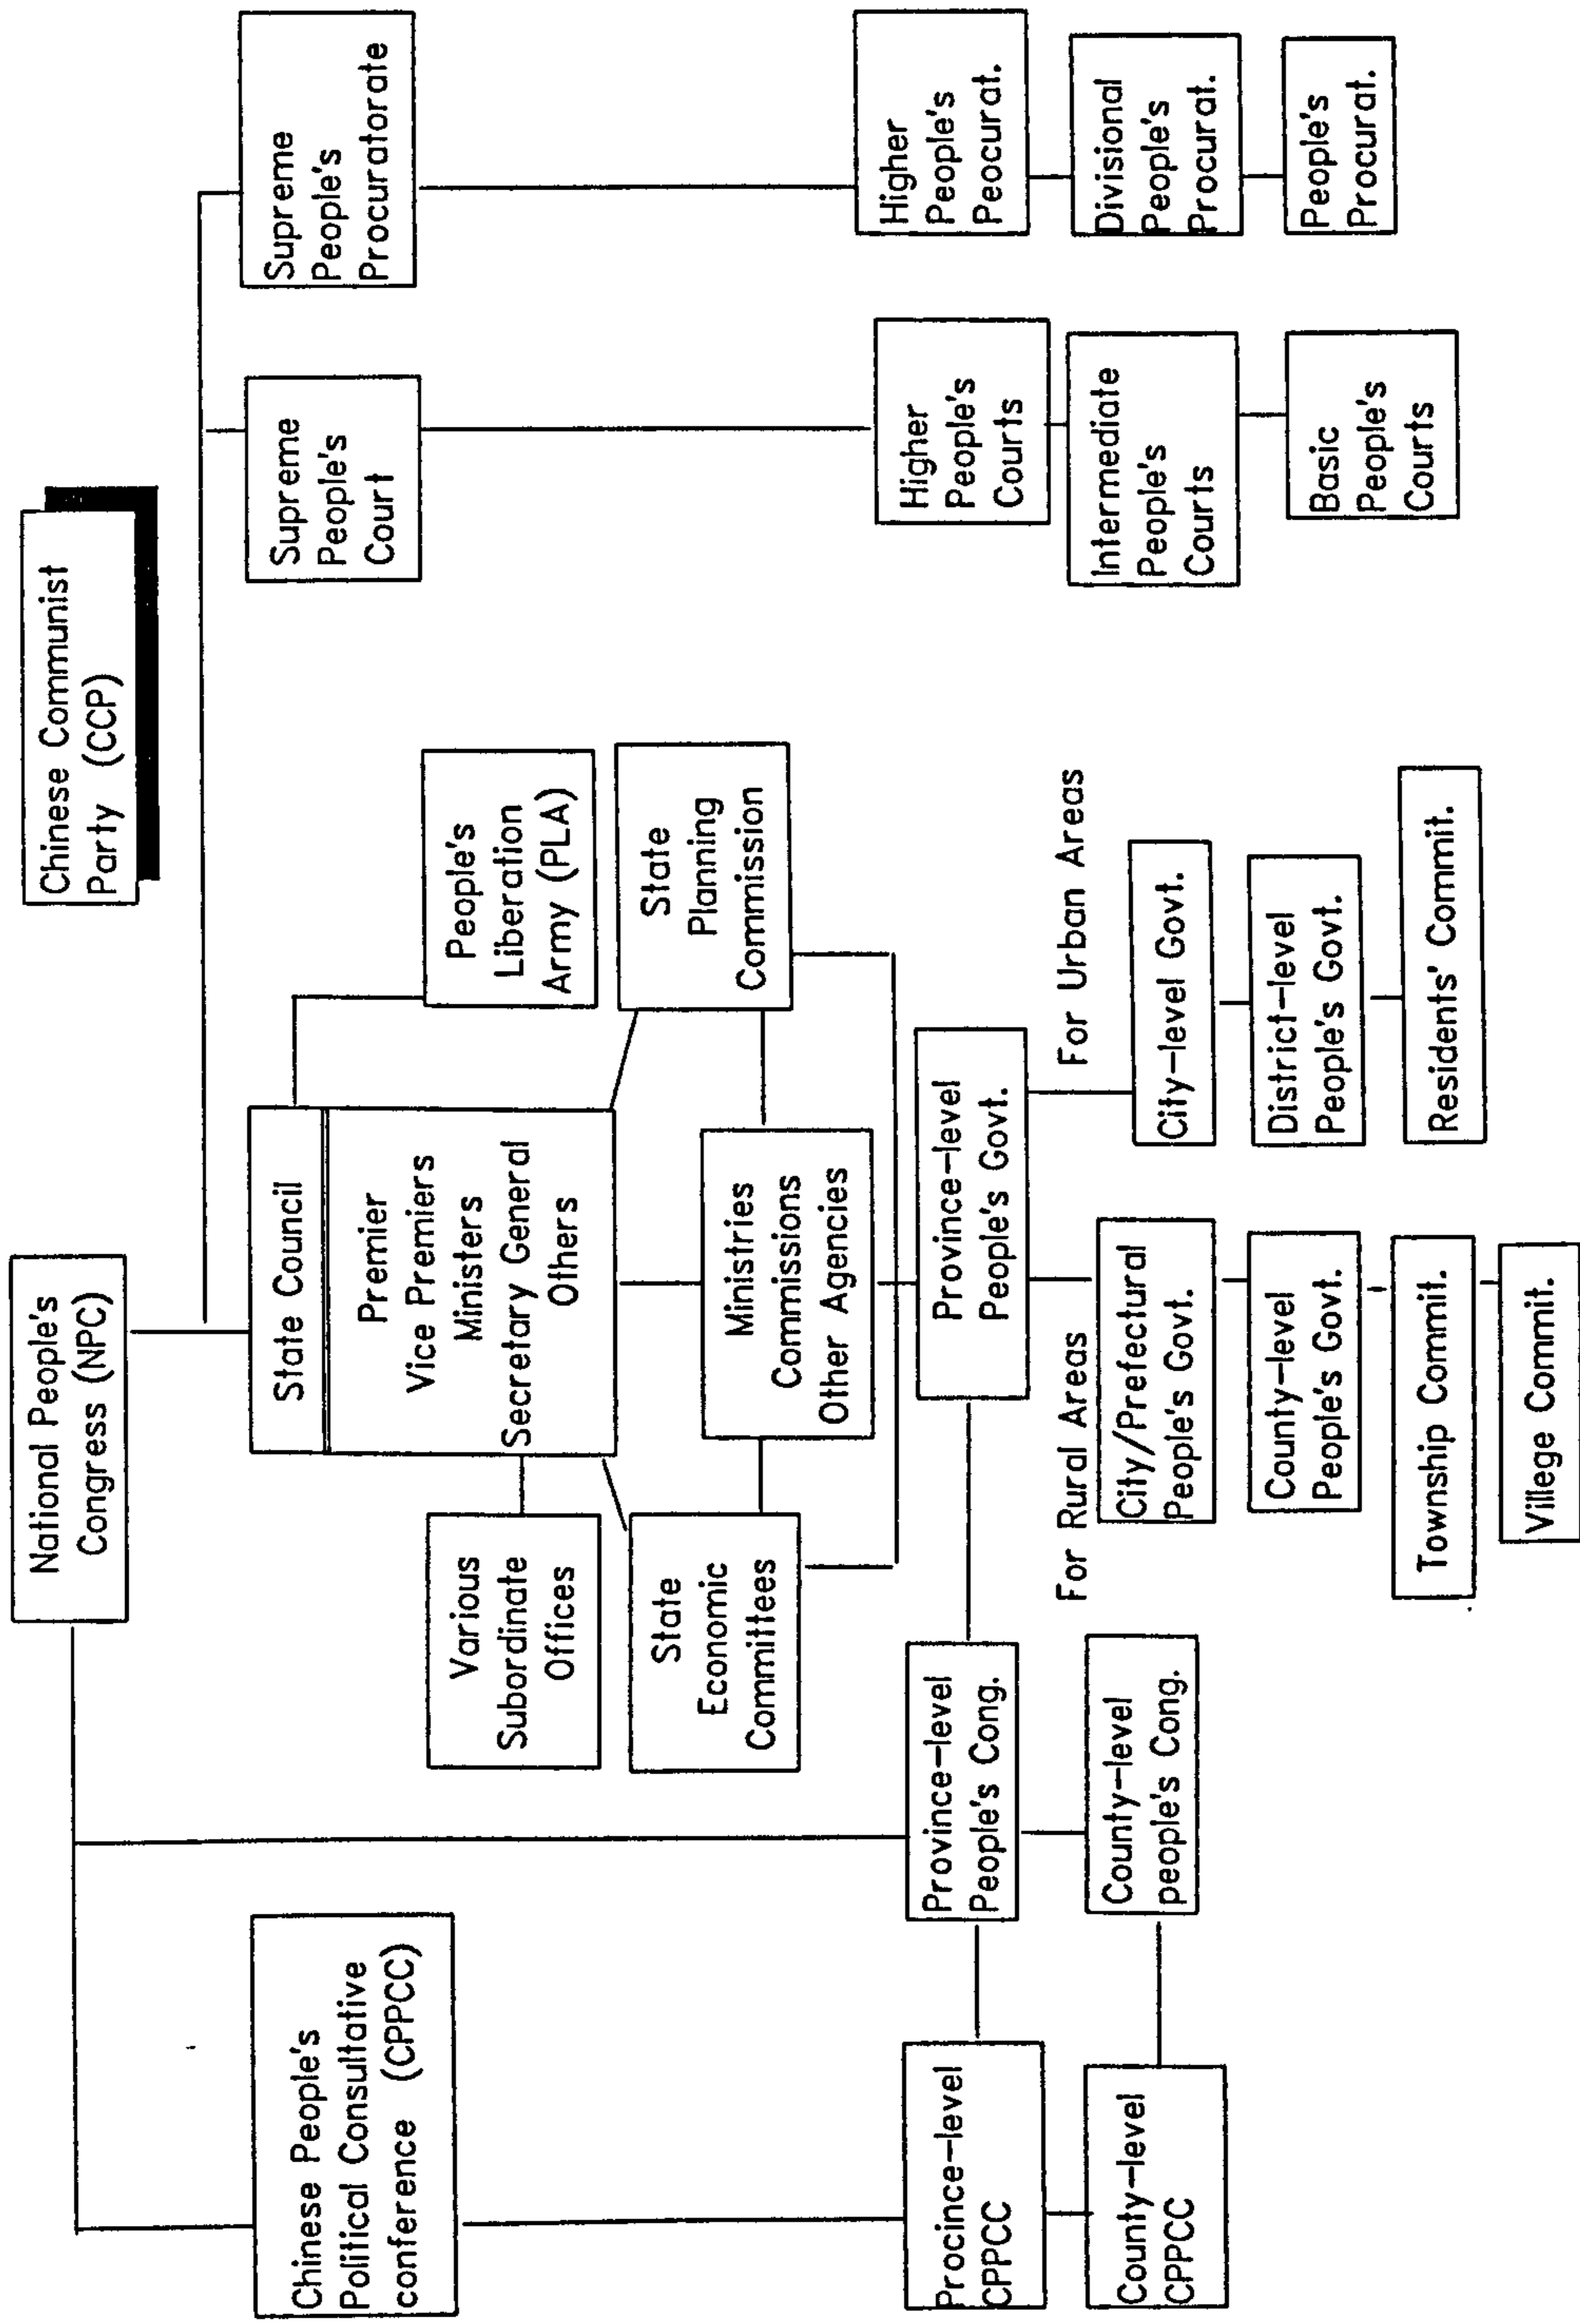 National People's
Congress (NPC)
Chinese Communist
Party (CCP)
Chinese People's
Political Consultative
conference (CPPCC)
State Council
Premier
Vice Premiers
Ministers
Secretary General
Others
Supreme
People's
Court
Supreme
People's
Procuratorate
Various
Subordinate
Offices
People's
Liberation
Army (PLA)
State
Economic
Committees
State
Planning
Commission
Ministries
Commissions
Other Agencies
Procince-level
CPPCC
Province-level
People's Cong.
Province-level
People's Govt.
Higher
People's
Courts
Higher
People's
Peocurat.
For Rural Areas
For Urban Areas
County-level
CPPCC
County-level
people's Cong.
City/Prefectural
People's Govt.
City-level Govt.
Intermediate
People's
Courts
Divisional
People's
Procurat.
County-level
People's Govt.
District-level
People's Govt.
Basic
People's
Courts
People's
Procurat.
Township Commit.
Residents' Commit.
Villege Commit.